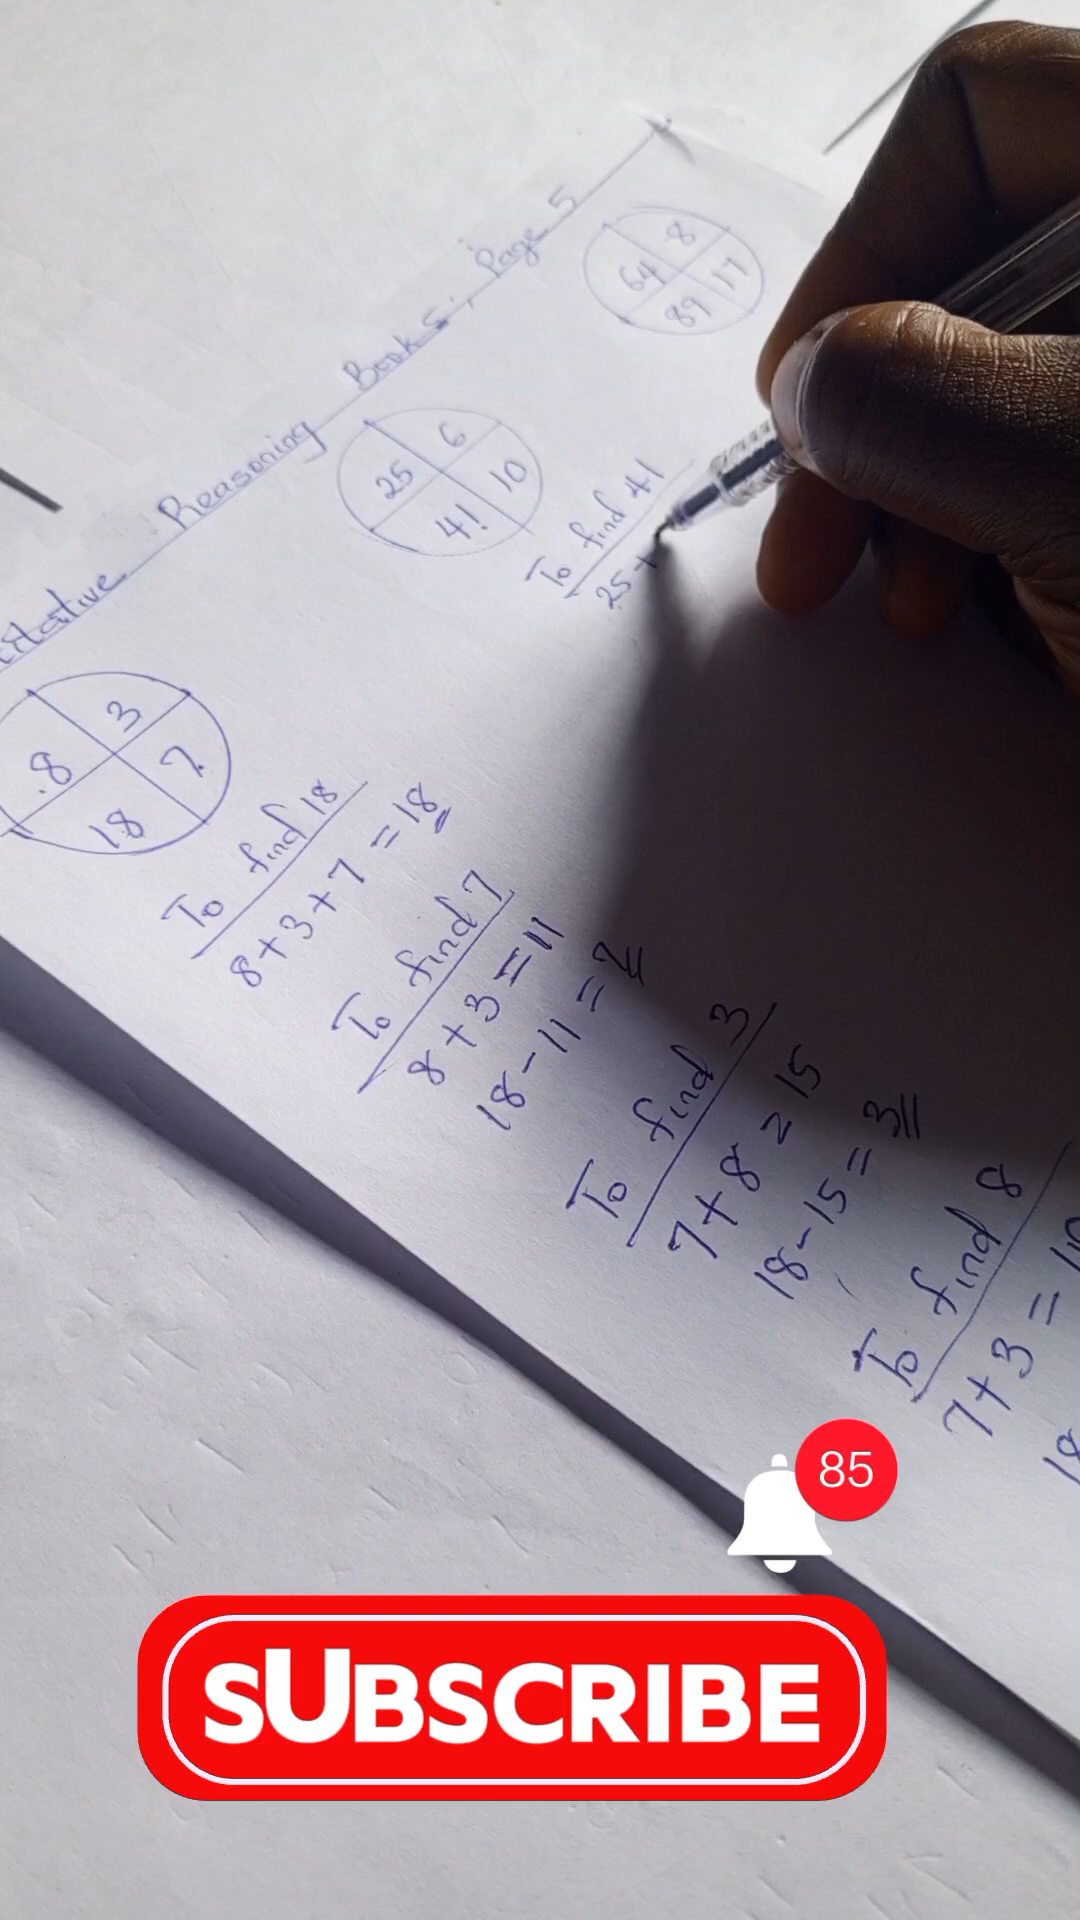 Reasoning Book 5; Page 5
8 3
7
18
25 6
10
41
64 8
17
89
To find 18
8+3+7=18
To find 7
8+3=11
18-11=7
To find 3
7+8=15
18-15=3
To find 8
7+3=10
18
To find 41
25+
85
SUBSCRIBE